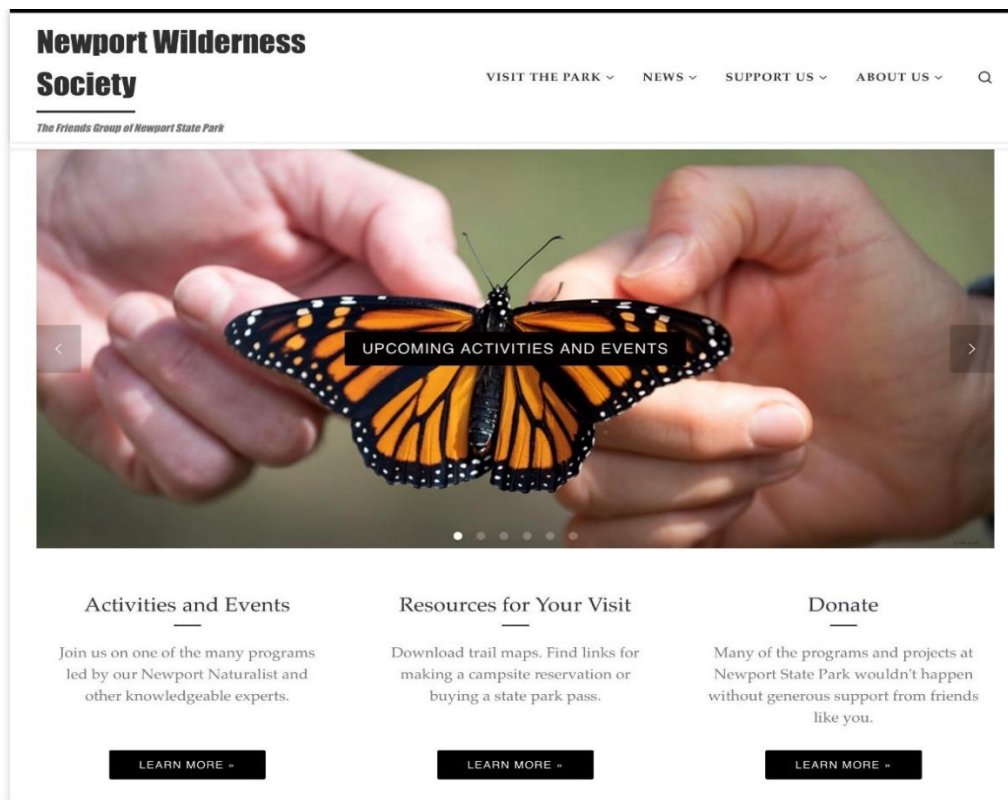 Newport Wilderness
Society
The Friends Group of Newport State Park
VISIT THE PARK
NEWS
SUPPORT US
ABOUT US
UPCOMING ACTIVITIES AND EVENTS
Activities and Events
Join us on one of the many programs
led by our Newport Naturalist and
other knowledgeable experts.
LEARN MORE »
Resources for Your Visit
Download trail maps. Find links for
making a campsite reservation or
buying a state park pass.
LEARN MORE »
Donate
Many of the programs and projects at
Newport State Park wouldn't happen
without generous support from friends
like you.
LEARN MORE »